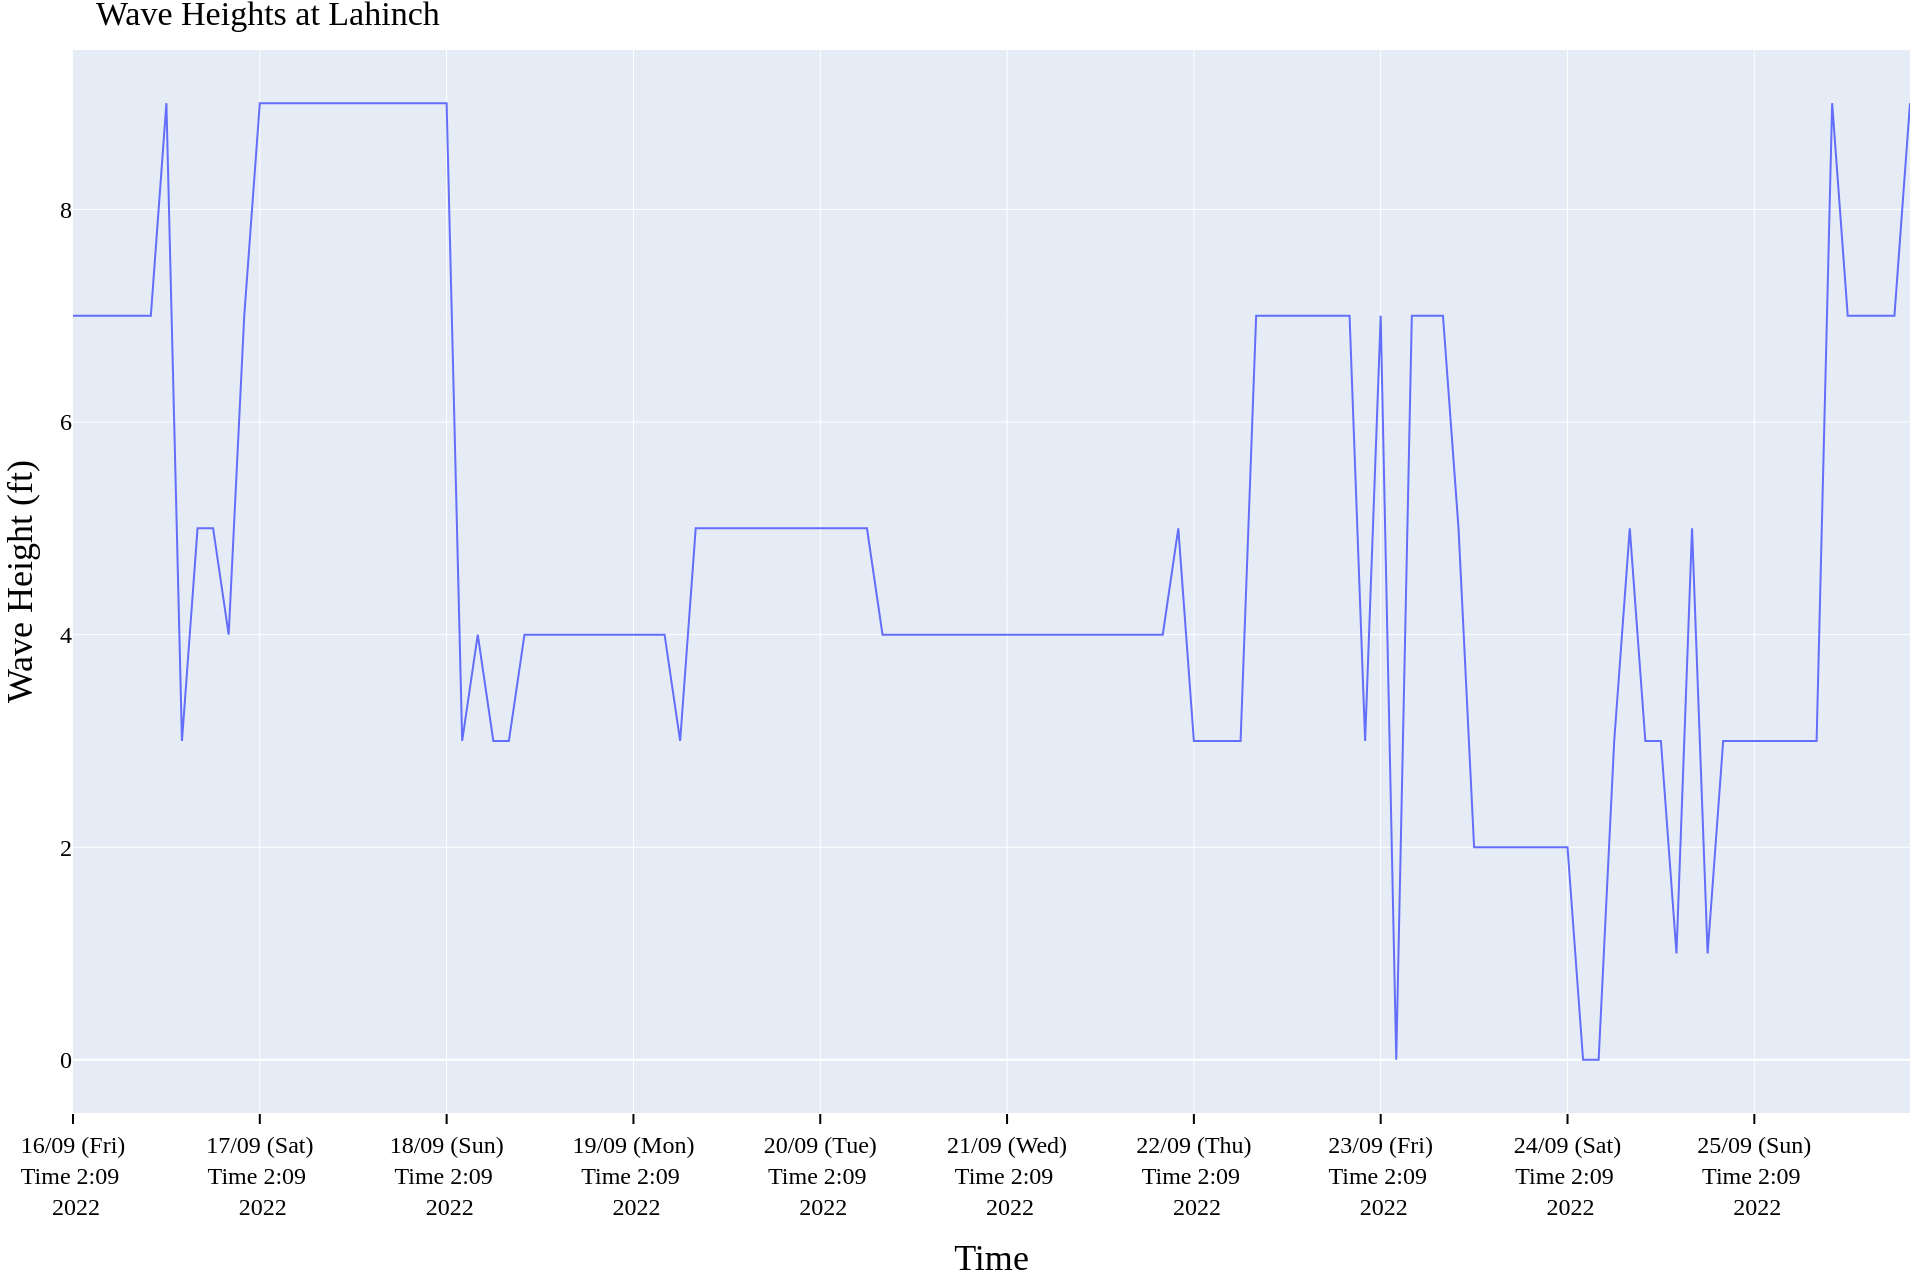 Wave Heights at Lahinch
Wave Height (ft)
8
6
4
2
0
16/09 (Fri)
Time 2:09
2022
17/09 (Sat)
Time 2:09
2022
18/09 (Sun)
Time 2:09
2022
19/09 (Mon)
Time 2:09
2022
20/09 (Tue)
Time 2:09
2022
21/09 (Wed)
Time 2:09
2022
22/09 (Thu)
Time 2:09
2022
23/09 (Fri)
Time 2:09
2022
24/09 (Sat)
Time 2:09
2022
25/09 (Sun)
Time 2:09
2022
Time